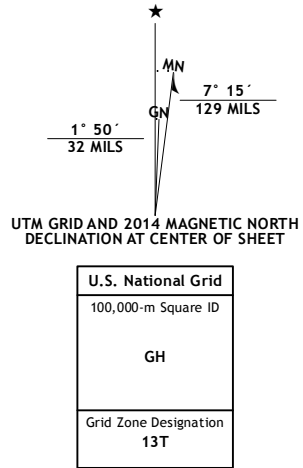 ★
MN
GN
7° 15´
129 MILS
1° 50´
32 MILS
UTM GRID AND 2014 MAGNETIC NORTH
DECLINATION AT CENTER OF SHEET
U.S. National Grid
100,000-m Square ID
GH
Grid Zone Designation
13T